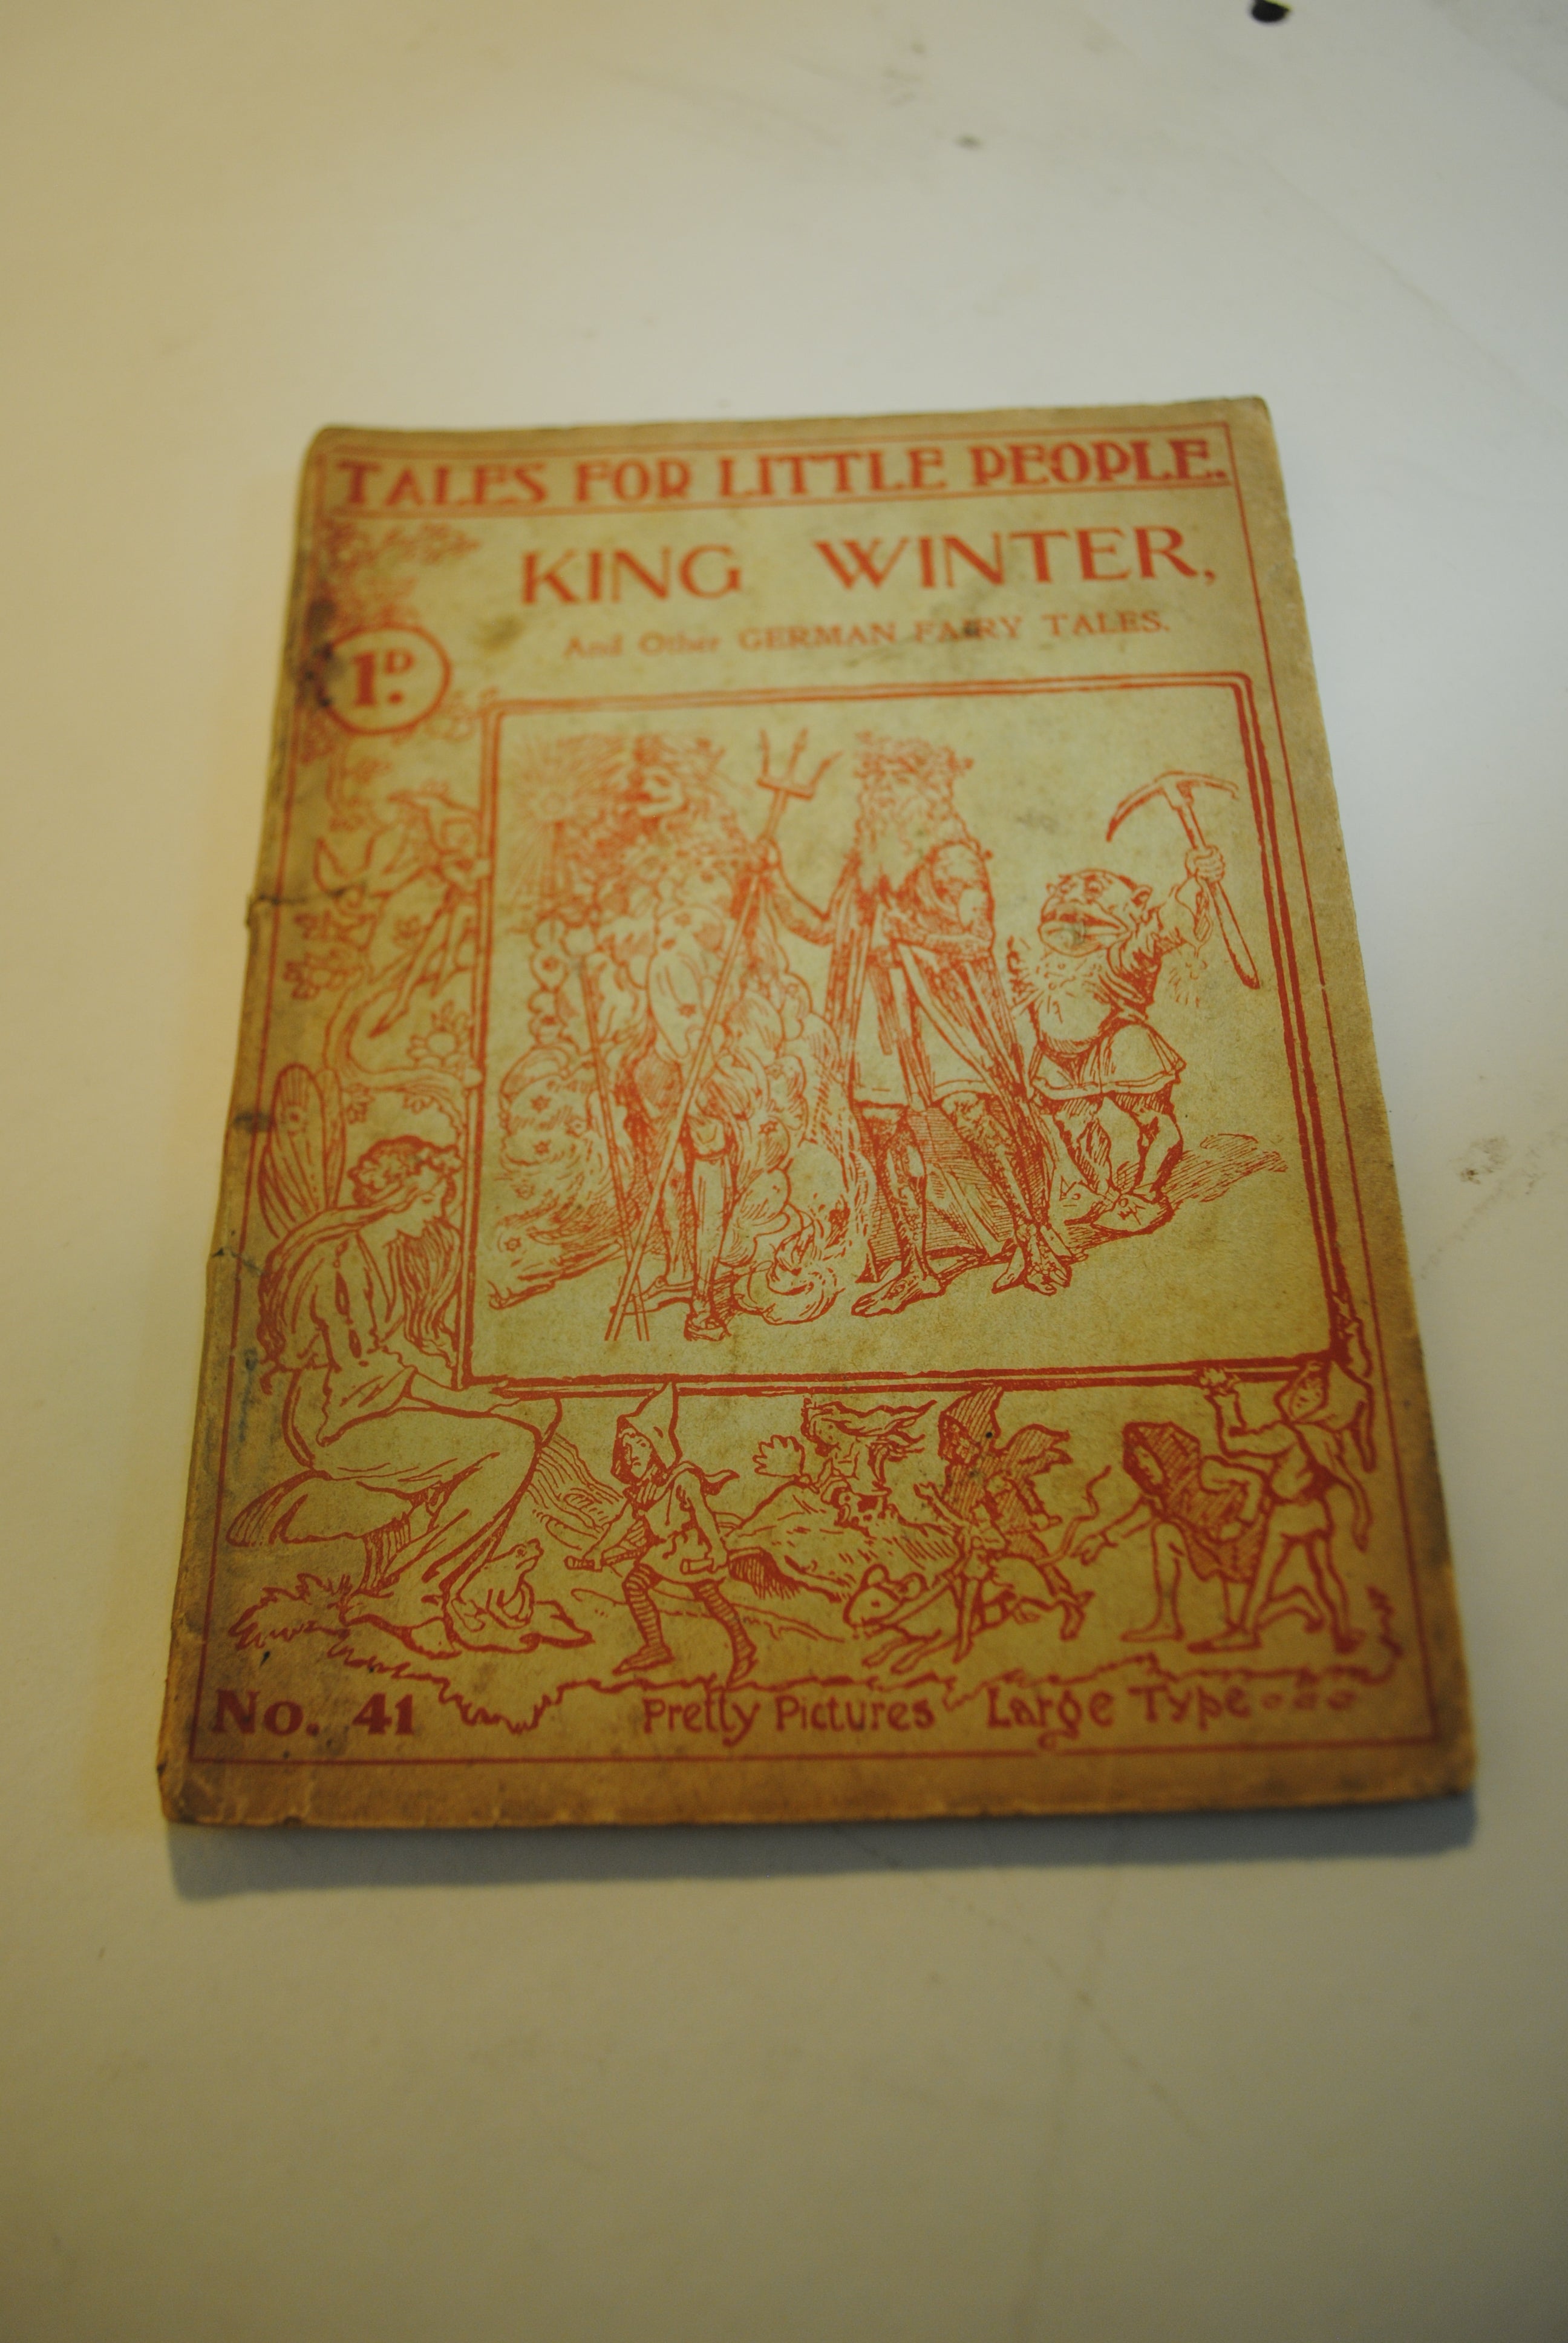 TALES FOR LITTLE PEOPLE.
KING WINTER,
And Other GERMAN FAIRY TALES.
1D.
No. 41
Pretty Pictures Large Type